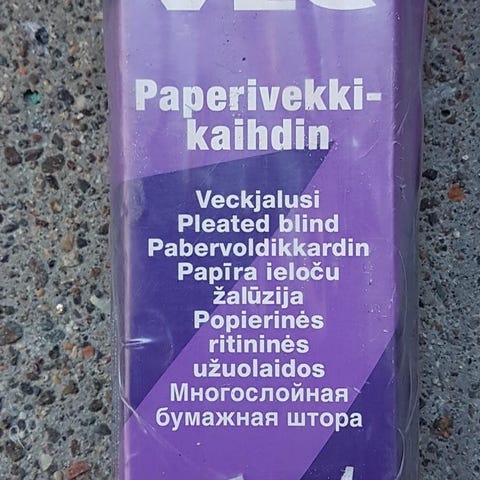 Paperivekki-
kaihdin
Veckjalusi
Pleated blind
Pabervoldikkardin
Papīra ieloču
žalūzija
Popierinės
ritininės
užuolaidos
Многослойная
бумажная штора